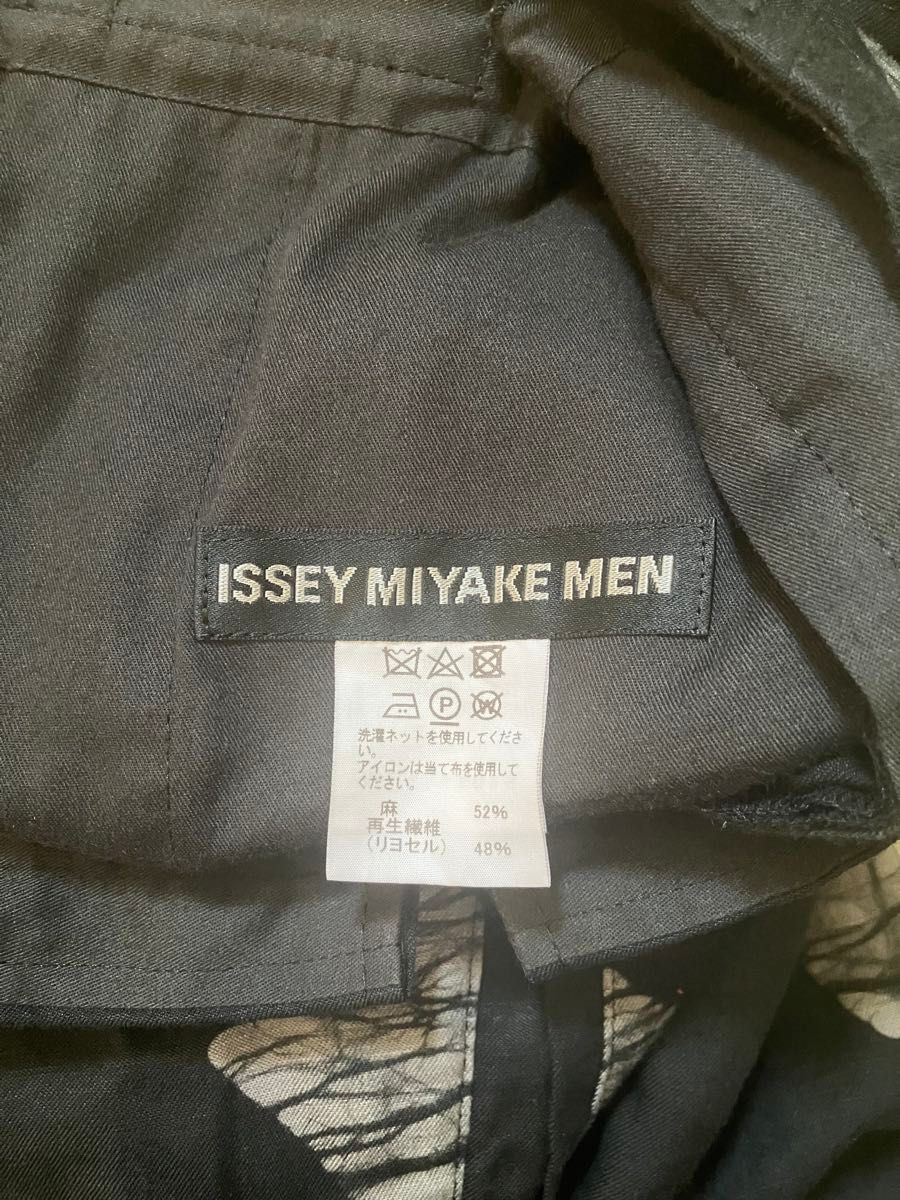 ISSEY MIYAKE MEN
P W
洗濯ネットを使用してくださ
い。
アイロンは当て布を使用して
ください。
麻 52%
再生繊維
(リヨセル) 48%